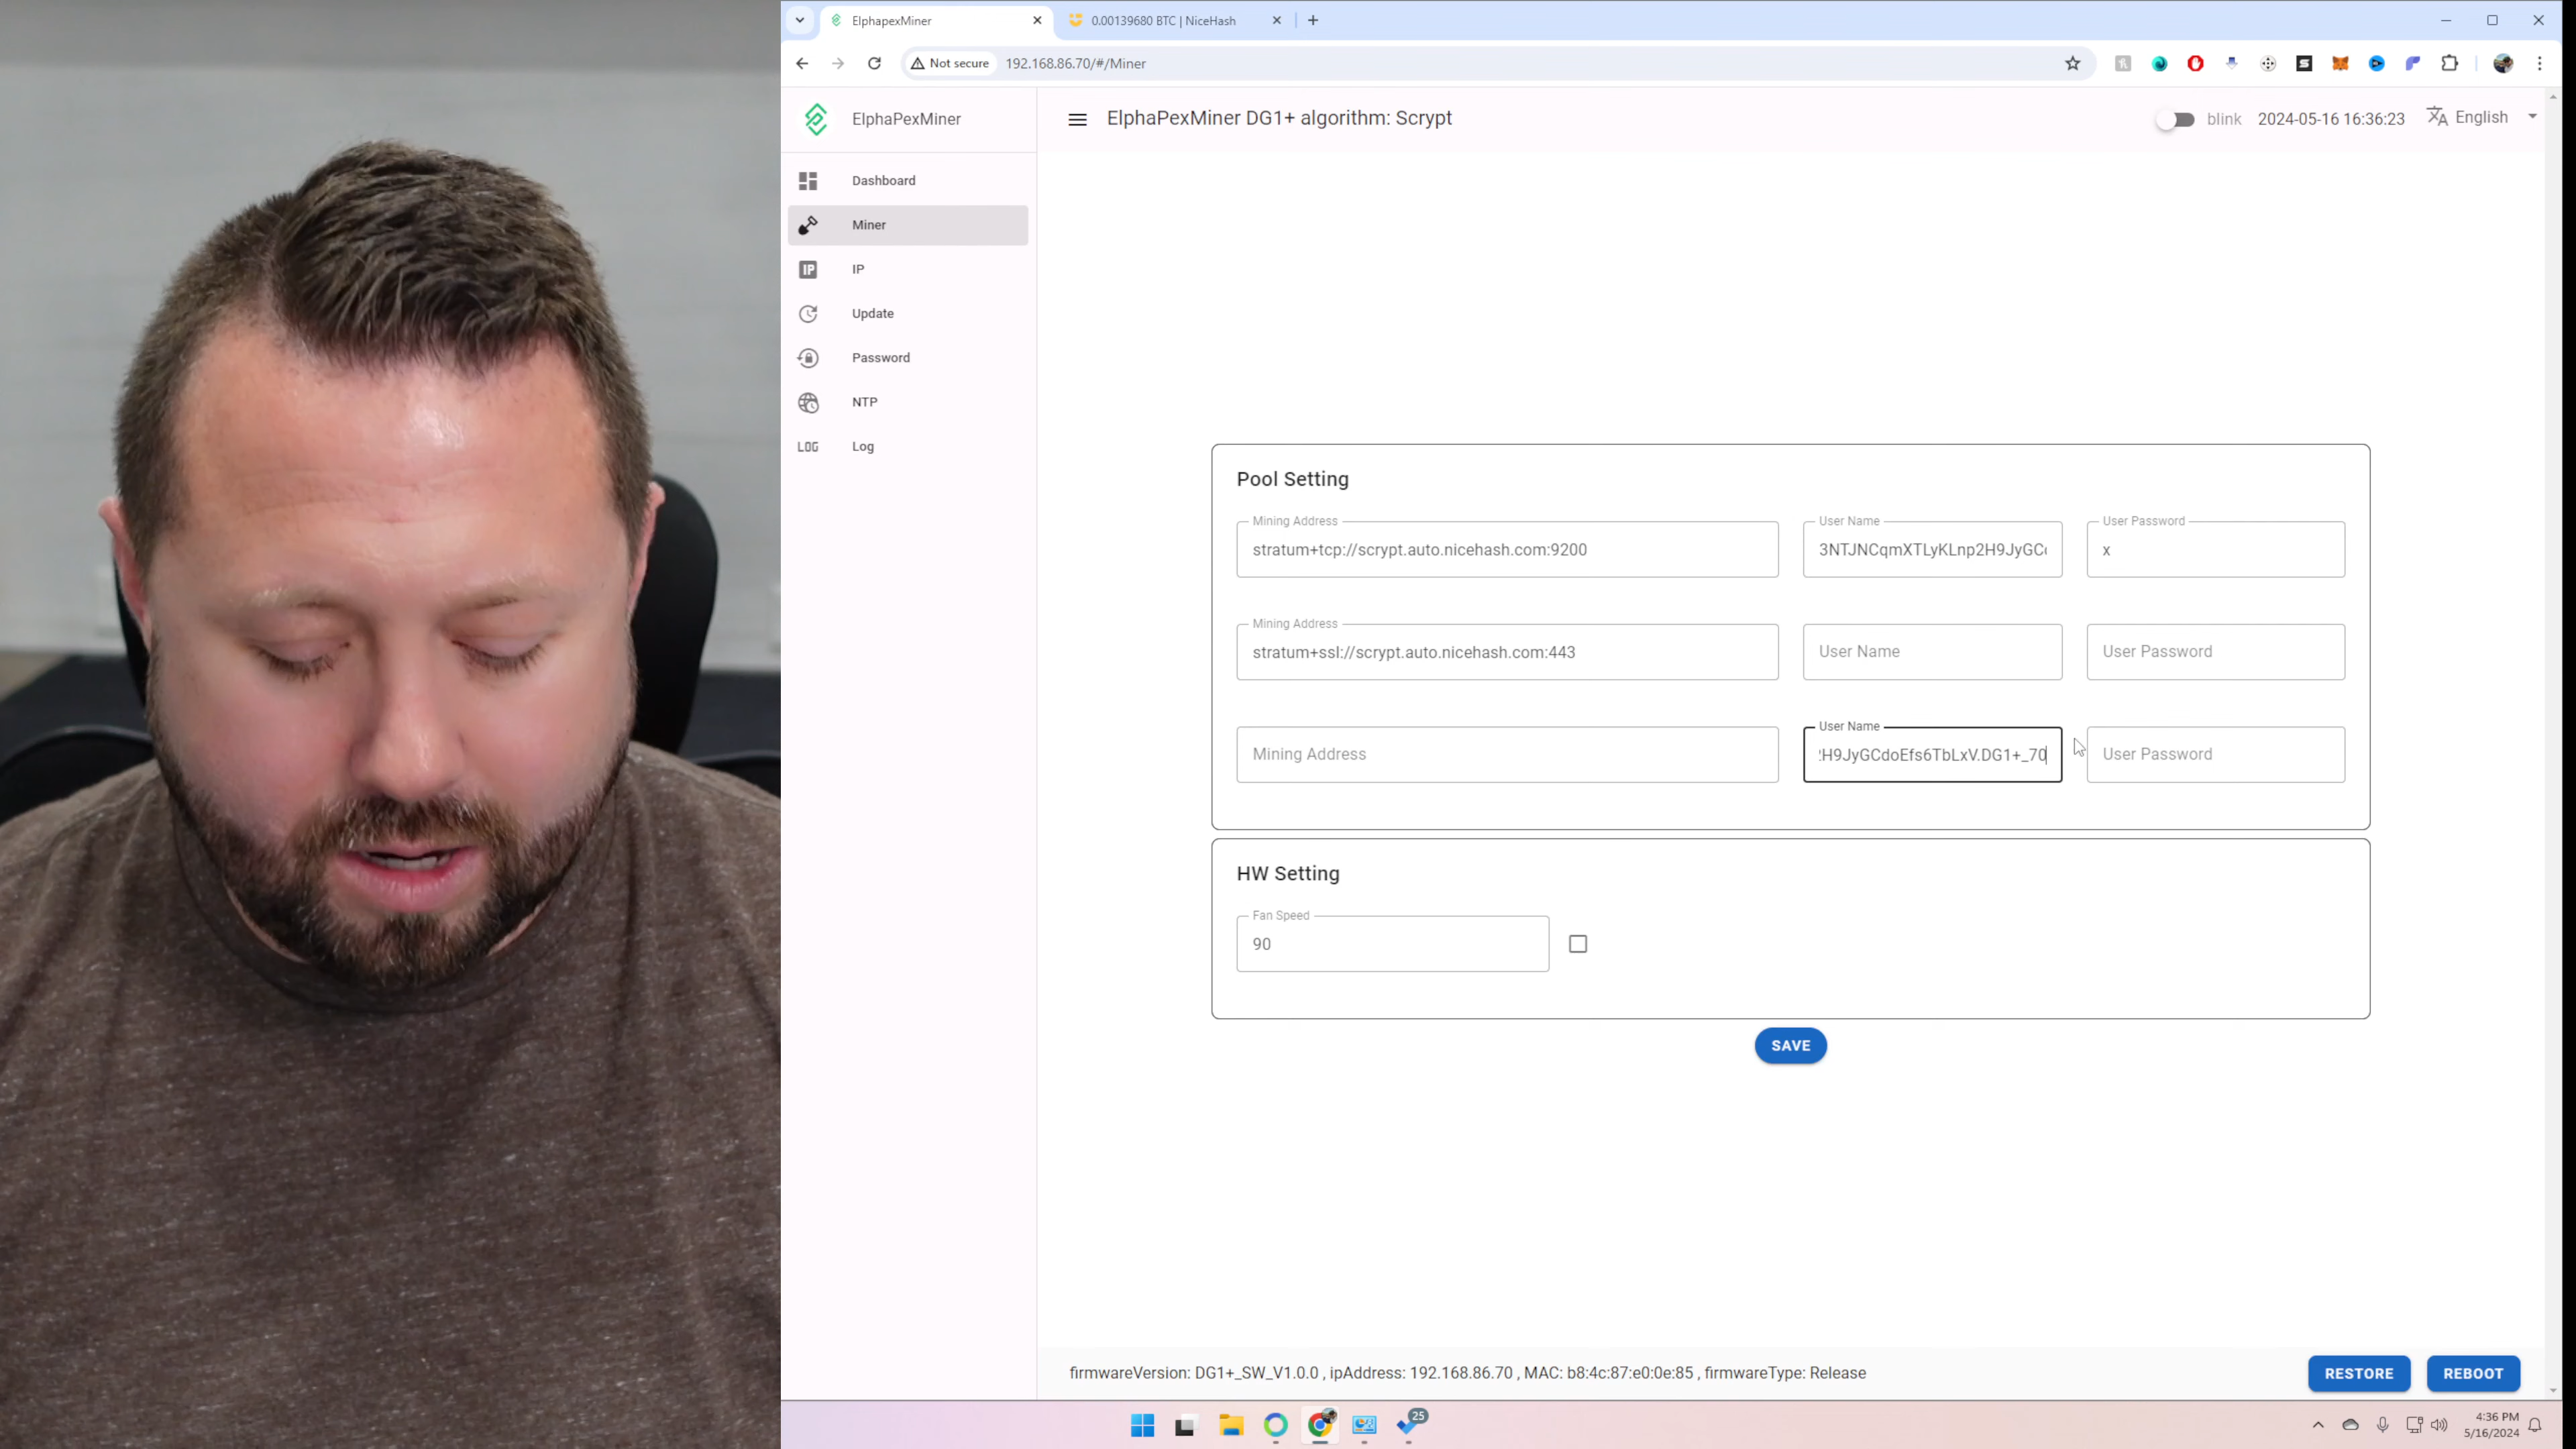 ElphapexMiner
0.00139680 BTC | NiceHash
Not secure
192.168.86.70/#/Miner
ElphaPexMiner
ElphaPexMiner DG1+ algorithm: Scrypt
blink
2024-05-16 16:36:23
English
Dashboard
Miner
IP
IP
Update
Password
NTP
LOG
Log
Pool Setting
Mining Address
stratum+tcp://scrypt.auto.nicehash.com:9200
User Name
3NTJNCqmXTLyKLnp2H9JyGC
User Password
x
Mining Address
stratum+ssl://scrypt.auto.nicehash.com:443
User Name
User Password
Mining Address
User Name
H9JyGCdoEfs6TbLxV.DG1+_70
User Password
HW Setting
Fan Speed
90
SAVE
firmwareVersion: DG1+_SW_V1.0.0 , ipAddress: 192.168.86.70 , MAC: b8:4c:87:e0:0e:85 , firmwareType: Release
RESTORE
REBOOT
25
4:36 PM
5/16/2024